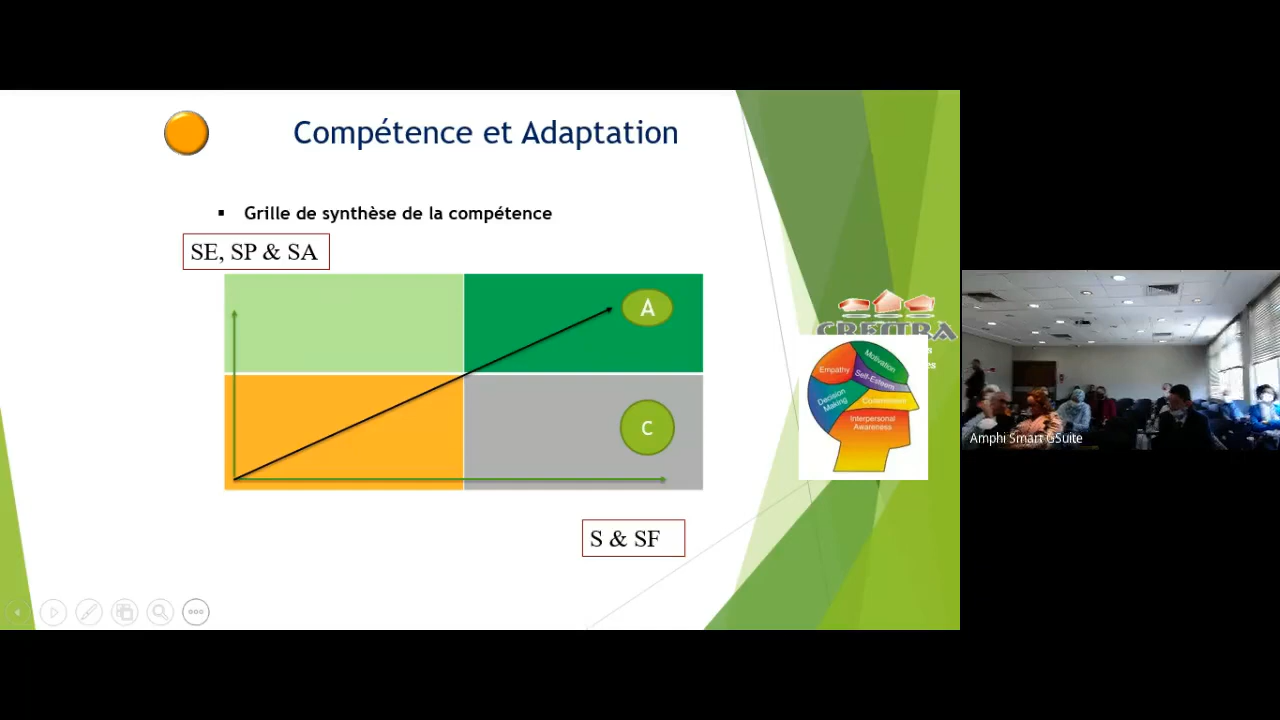 Compétence et Adaptation
Grille de synthèse de la compétence
SE, SP & SA
A
C
S & SF
Empathy
Motivation
Self-Esteem
Decision
Making
Commitment
Interpersonal
Awareness
Amphi Smart GSuite